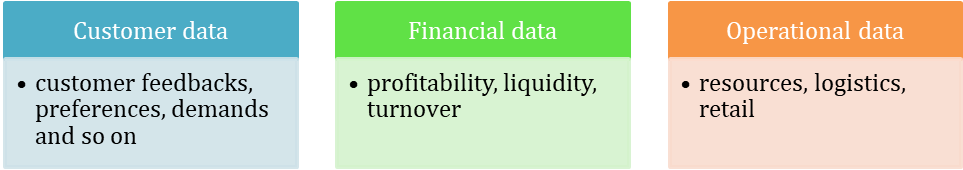 Customer data
• customer feedbacks,
preferences, demands
and so on
Financial data
• profitability, liquidity,
turnover
Operational data
• resources, logistics,
retail